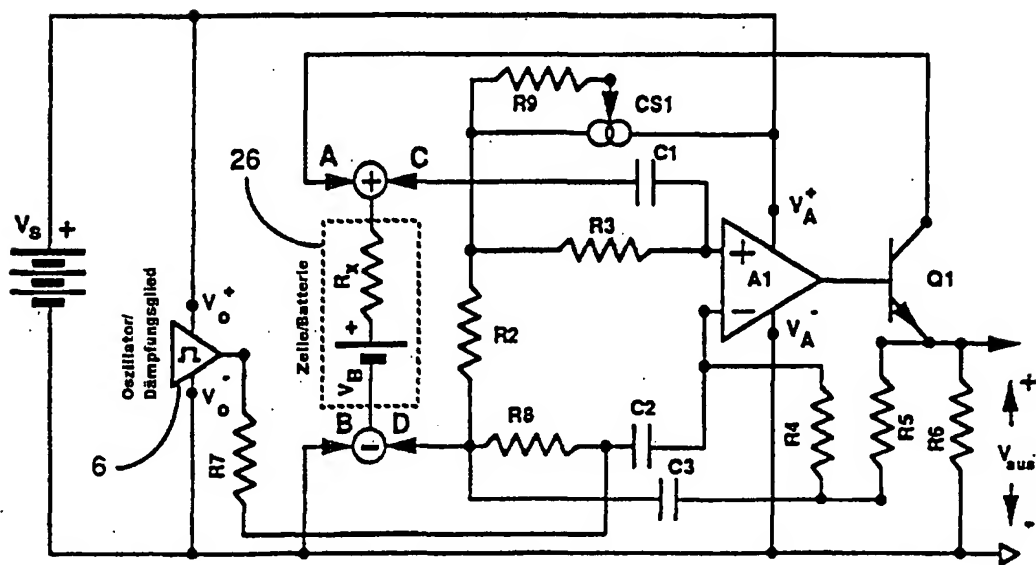 R9
CS1
26
A
C
C1
+
V_S +
R_X
R3
V_A^+
+
A1
−
Q1
V_O^+
Oszillator/
Dämpfungsglied
Zelle/Batterie
+
V_B
R2
V_A^-
V_O^-
B
D
−
R8
C2
C3
R4
R5
R6
+
V_aus
-
6
R7